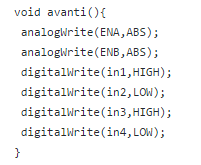 void avanti(){
analogWrite(ENA,ABS);
analogWrite(ENB,ABS);
digitalWrite(in1,HIGH);
digitalWrite(in2,LOW);
digitalWrite(in3,HIGH);
digitalWrite(in4,LOW);
}